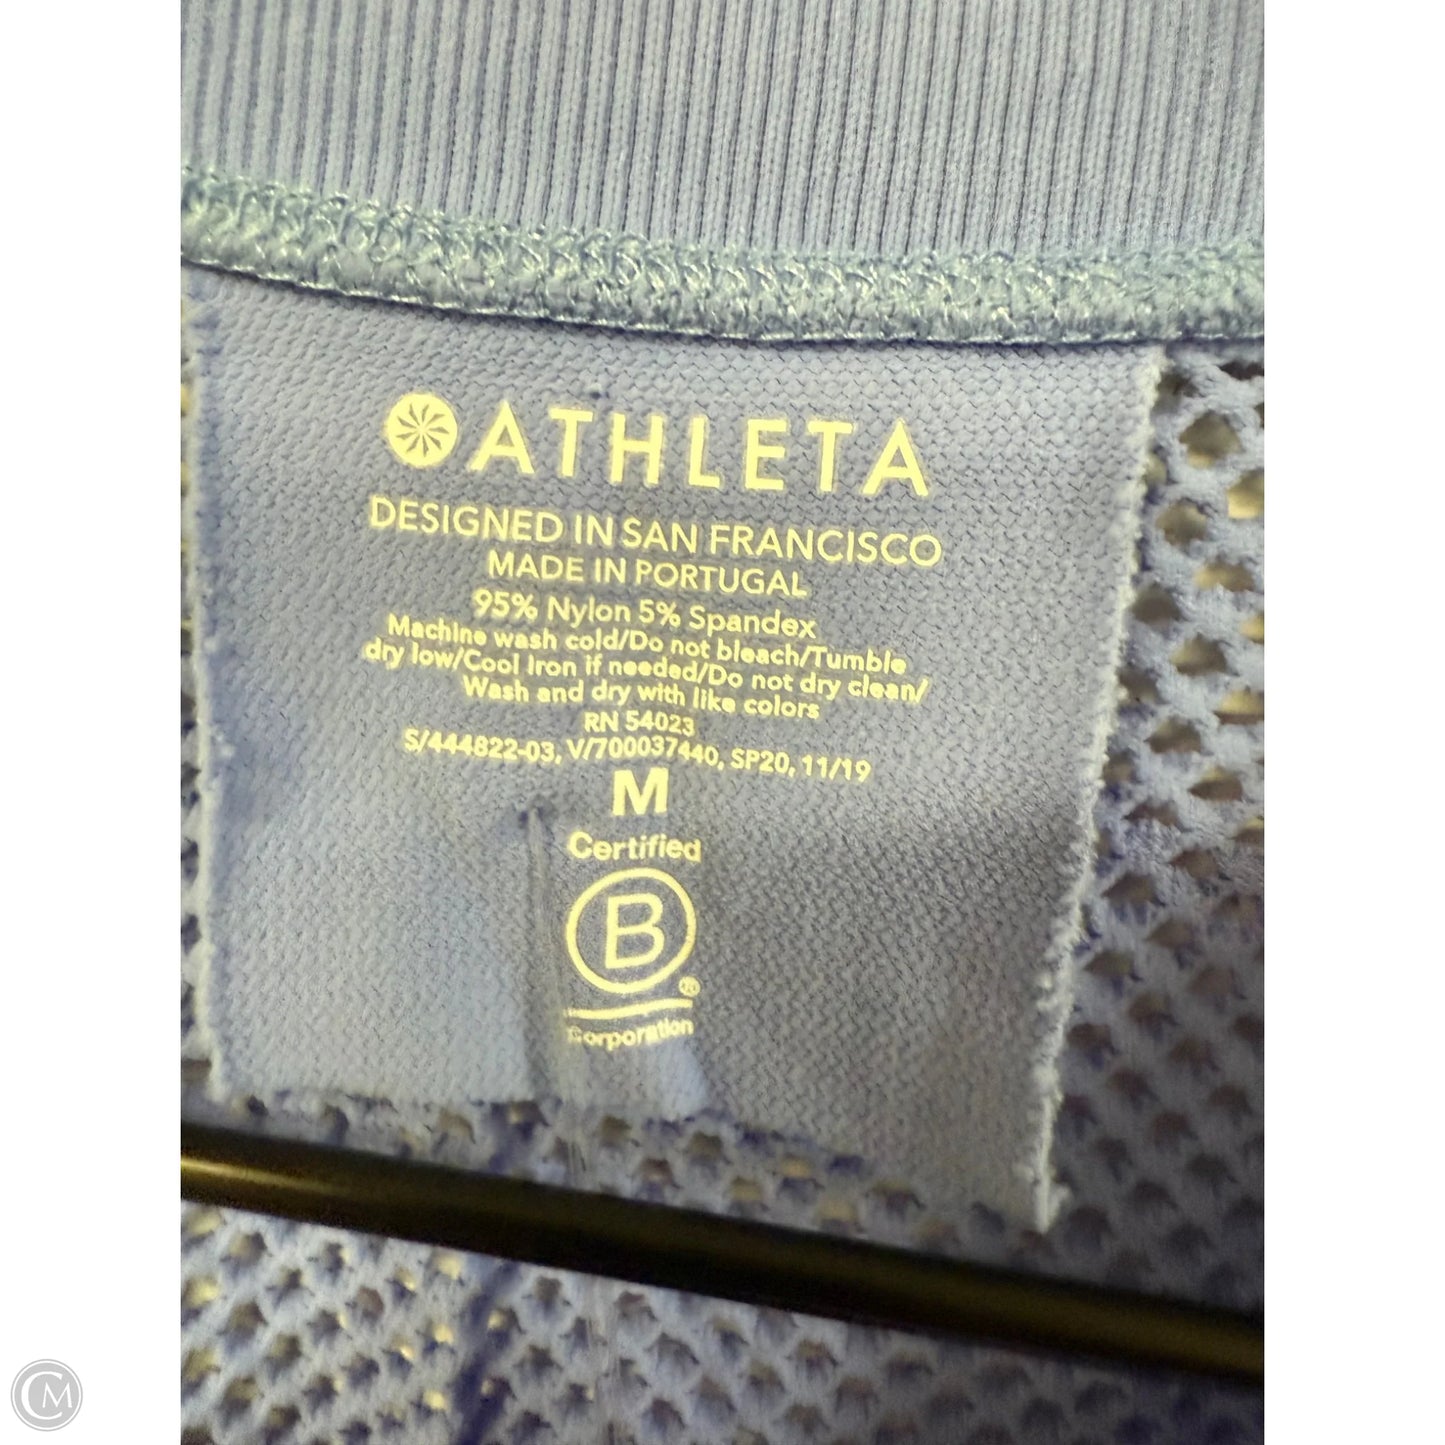 ATHLETA
DESIGNED IN SAN FRANCISCO
MADE IN PORTUGAL
95% Nylon 5% Spandex
Machine wash cold/Do not bleach/Tumble
dry low/Cool Iron if needed/Do not dry clean/
Wash and dry with like colors
RN 54023
S/444822-03, V/700037440, SP20, 11/19
M
Certified
B
®
Corporation
CM